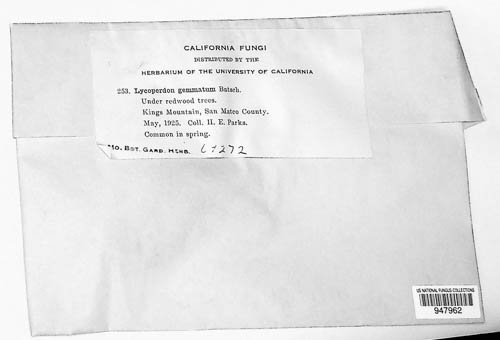 CALIFORNIA FUNGI
DISTRIBUTED BY THE
HERBARIUM OF THE UNIVERSITY OF CALIFORNIA
253. Lycoperdon gemmatum Batsch.
Under redwood trees.
Kings Mountain, San Mateo County.
May, 1925. Coll. H. E. Parks.
Common in spring.
MO. BOT. GARD. HERB.
US NATIONAL FUNGUS COLLECTIONS
947962